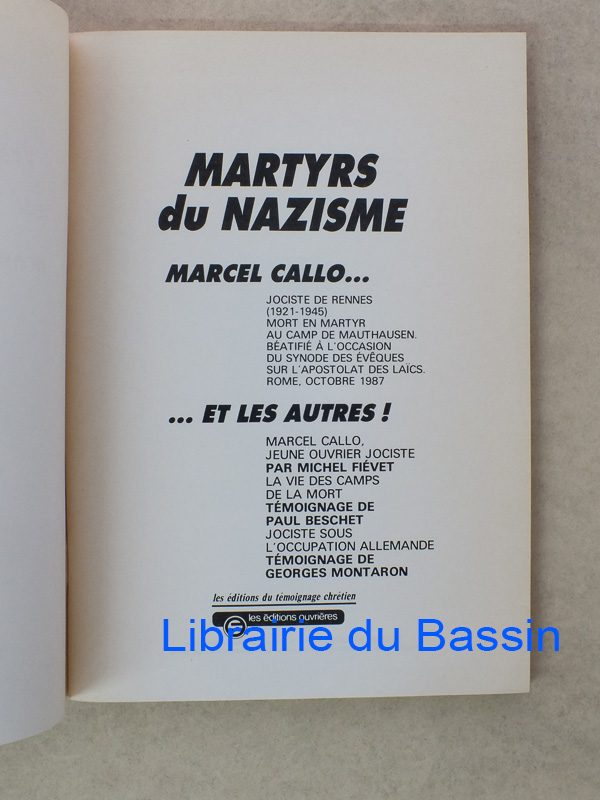 MARTYRS
du NAZISME
MARCEL CALLO...
JOCISTE DE RENNES
(1921-1945)
MORT EN MARTYR
AU CAMP DE MAUTHAUSEN.
BÉATIFIÉ À L'OCCASION
DU SYNODE DES ÉVÊQUES
SUR L'APOSTOLAT DES LAÏCS.
ROME, OCTOBRE 1987
... ET LES AUTRES !
MARCEL CALLO,
JEUNE OUVRIER JOCISTE
PAR MICHEL FIÉVET
LA VIE DES CAMPS
DE LA MORT
TÉMOIGNAGE DE
PAUL BESCHET
JOCISTE SOUS
L'OCCUPATION ALLEMANDE
TÉMOIGNAGE DE
GEORGES MONTARON
les éditions du témoignage chrétien
les éditions ouvrières
Librairie du Bassin